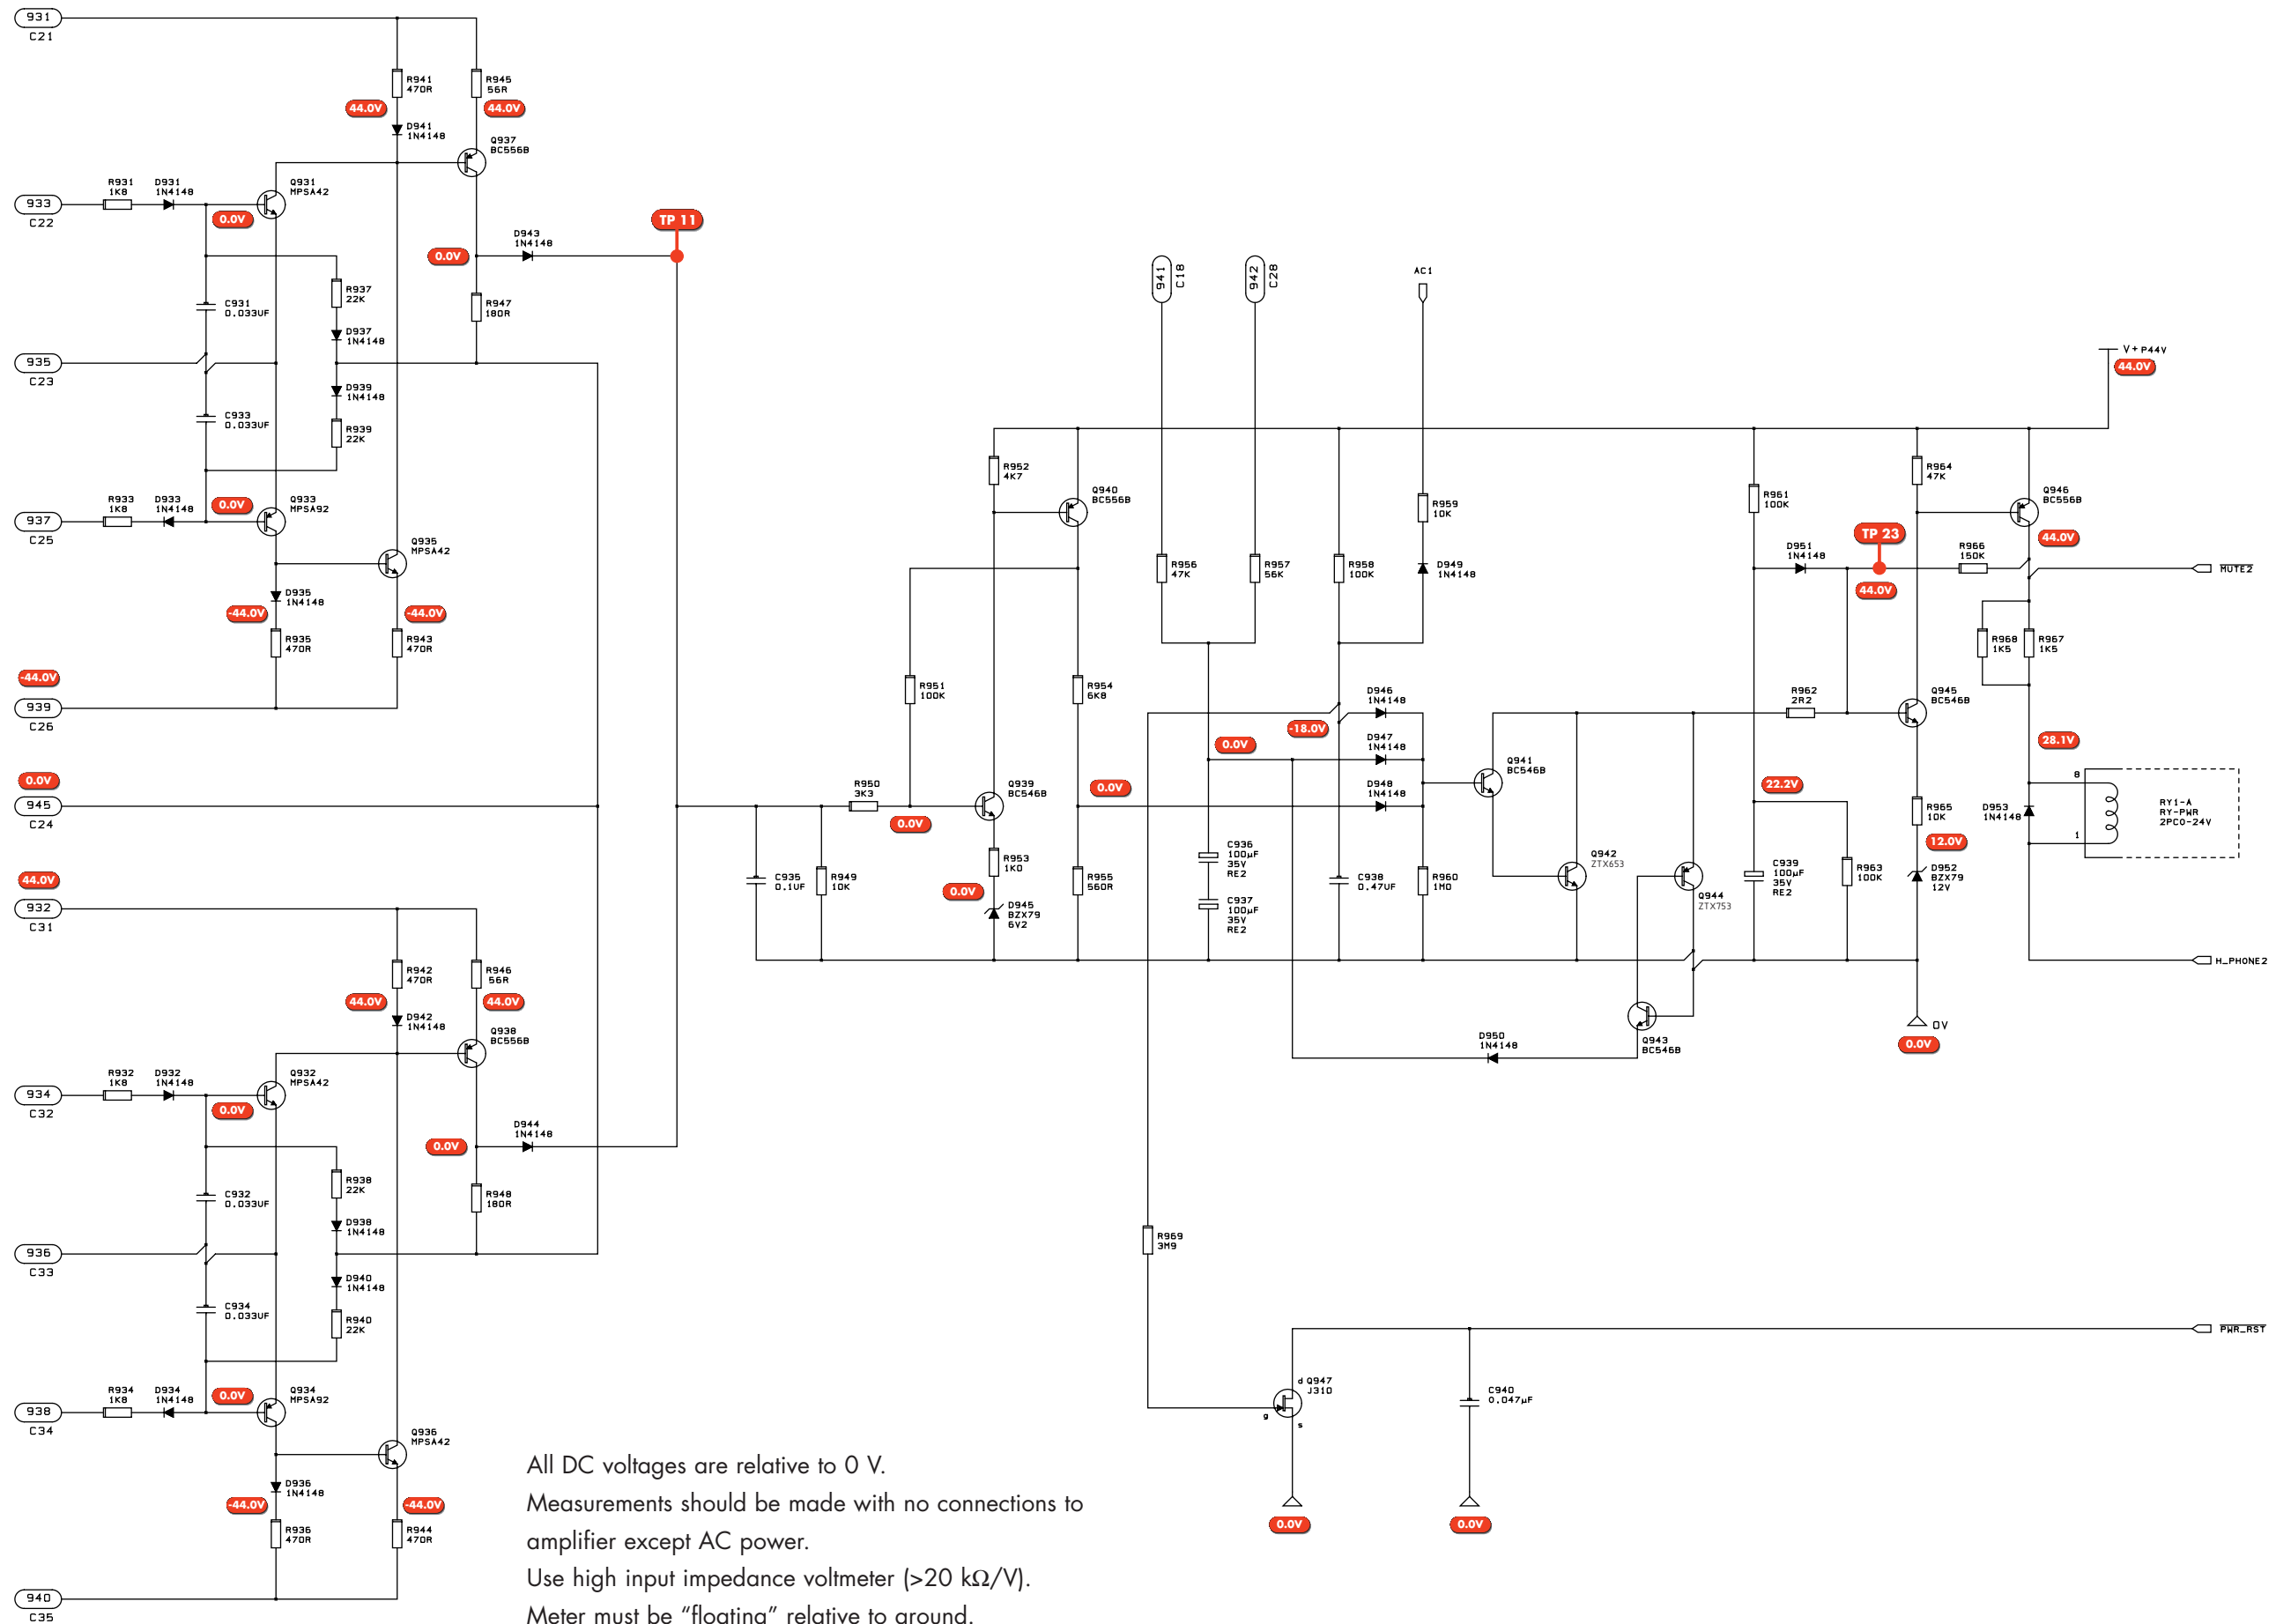 931
C21
R941
470R
R945
56R
44.0V
44.0V
D941
1N4148
Q937
BC556B
R931
1K8
D931
1N4148
Q931
MPSA42
933
C22
0.0V
TP 11
D943
1N4148
0.0V
R937
22K
C931
0.033UF
R947
180R
D937
1N4148
935
C23
D939
1N4148
C933
0.033UF
R939
22K
R933
1K8
D933
1N4148
0.0V
Q933
MPSA92
937
C25
Q935
MPSA42
D935
1N4148
-44.0V
-44.0V
R935
470R
R943
470R
-44.0V
939
C26
0.0V
945
C24
44.0V
932
C31
R942
470R
R946
56R
44.0V
44.0V
D942
1N4148
Q938
BC556B
R932
1K8
D932
1N4148
Q932
MPSA42
934
C32
0.0V
D944
1N4148
0.0V
R938
22K
C932
0.033UF
R948
180R
D938
1N4148
936
C33
D940
1N4148
C934
0.033UF
R940
22K
R934
1K8
D934
1N4148
0.0V
Q934
MPSA92
938
C34
Q936
MPSA42
D936
1N4148
-44.0V
-44.0V
R936
470R
R944
470R
940
C35
941
C18
942
C28
AC1
V+ P44V
44.0V
R952
4K7
Q940
BC556B
R959
10K
R961
100K
R964
47K
Q946
BC556B
TP 23
44.0V
R956
47K
R957
56K
R958
100K
D949
1N4148
D951
1N4148
R966
150K
MUTE2
44.0V
R968
1K5
R967
1K5
R951
100K
R954
6K8
D946
1N4148
R962
2R2
Q945
BC546B
-18.0V
0.0V
D947
1N4148
28.1V
Q941
BC546B
8
R950
3K3
Q939
BC546B
0.0V
D948
1N4148
22.2V
R965
10K
D953
1N4148
RY1-A
RY-PWR
2PCO-24V
1
0.0V
12.0V
C935
0.1UF
R949
10K
R953
1K0
0.0V
D945
BZX79
6V2
R955
560R
C936
100µF
35V
RE2
C937
100µF
35V
RE2
C938
0.47UF
R960
1M0
Q942
ZTX653
Q944
ZTX753
C939
100µF
35V
RE2
R963
100K
D952
BZX79
12V
H_PHONE2
D950
1N4148
Q943
BC546B
0V
0.0V
R969
3M9
PWR_RST
d Q947
J310
g
s
C940
0.047µF
0.0V
0.0V
All DC voltages are relative to 0 V.
Measurements should be made with no connections to
amplifier except AC power.
Use high input impedance voltmeter (>20 kΩ/V).
Meter must be “floating” relative to ground.